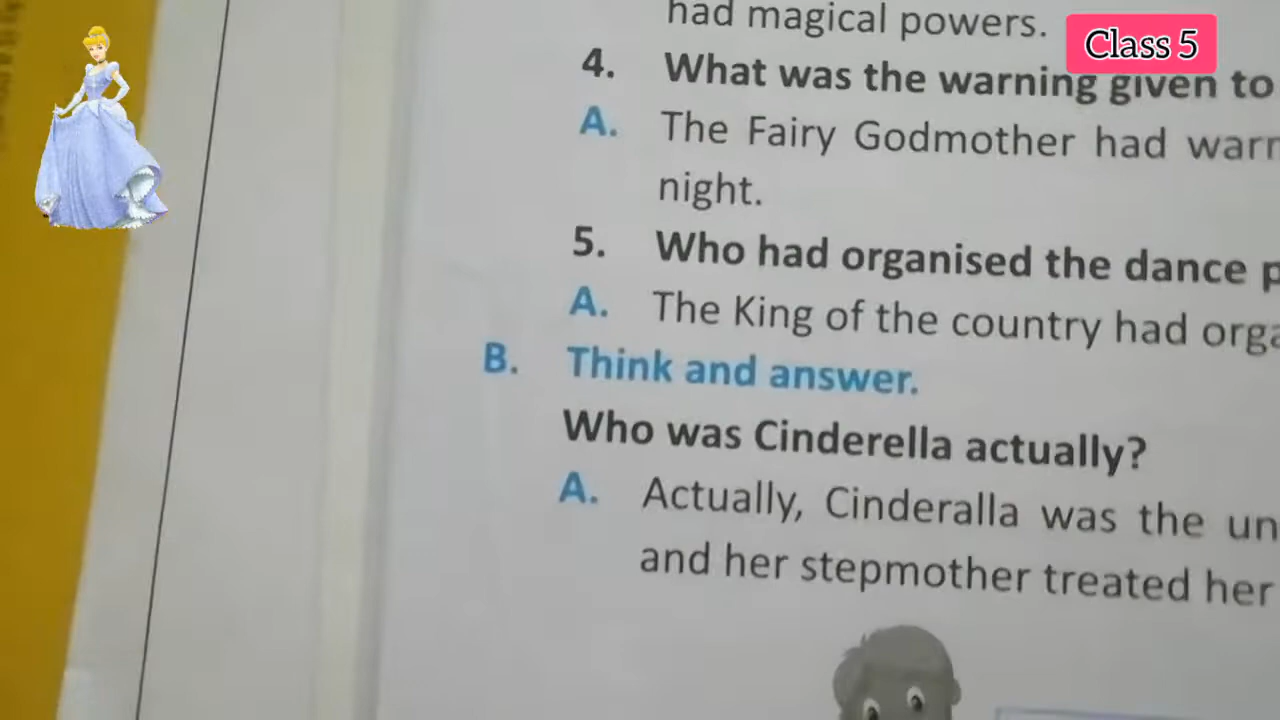 had magical powers.
Class 5
4. What was the warning given to
A. The Fairy Godmother had warn
night.
5. Who had organised the dance p
A. The King of the country had orga
B. Think and answer.
Who was Cinderella actually?
A. Actually, Cinderalla was the un
and her stepmother treated her